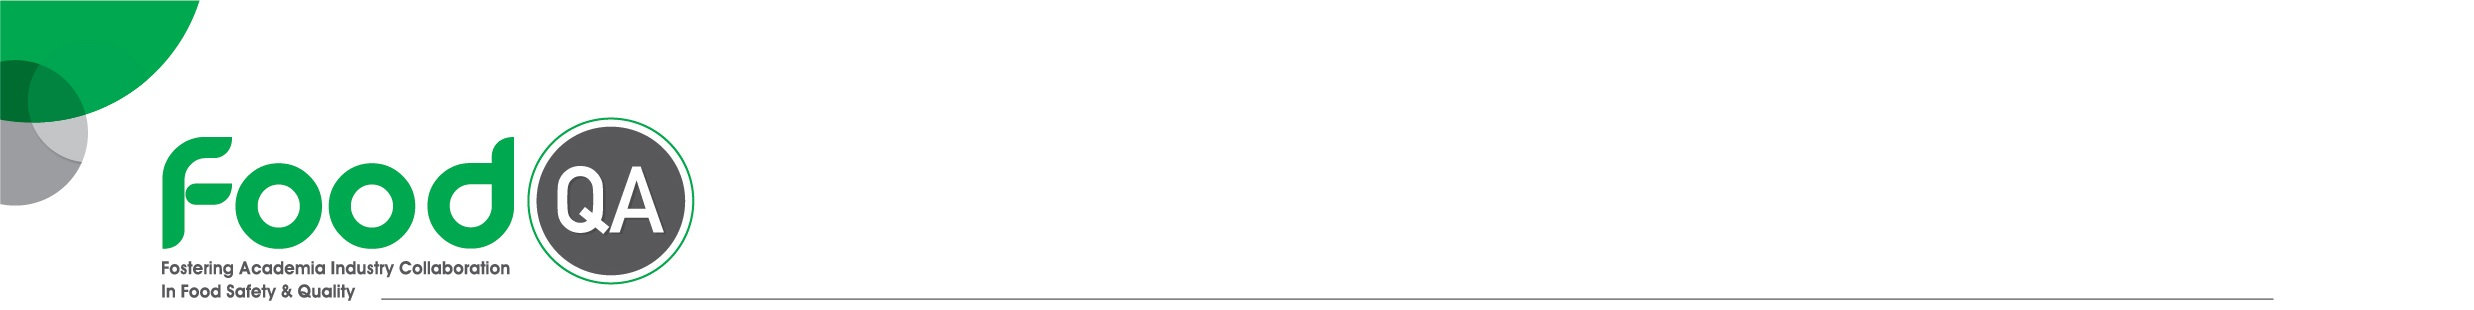 Food QA
Fostering Academia Industry Collaboration
In Food Safety & Quality